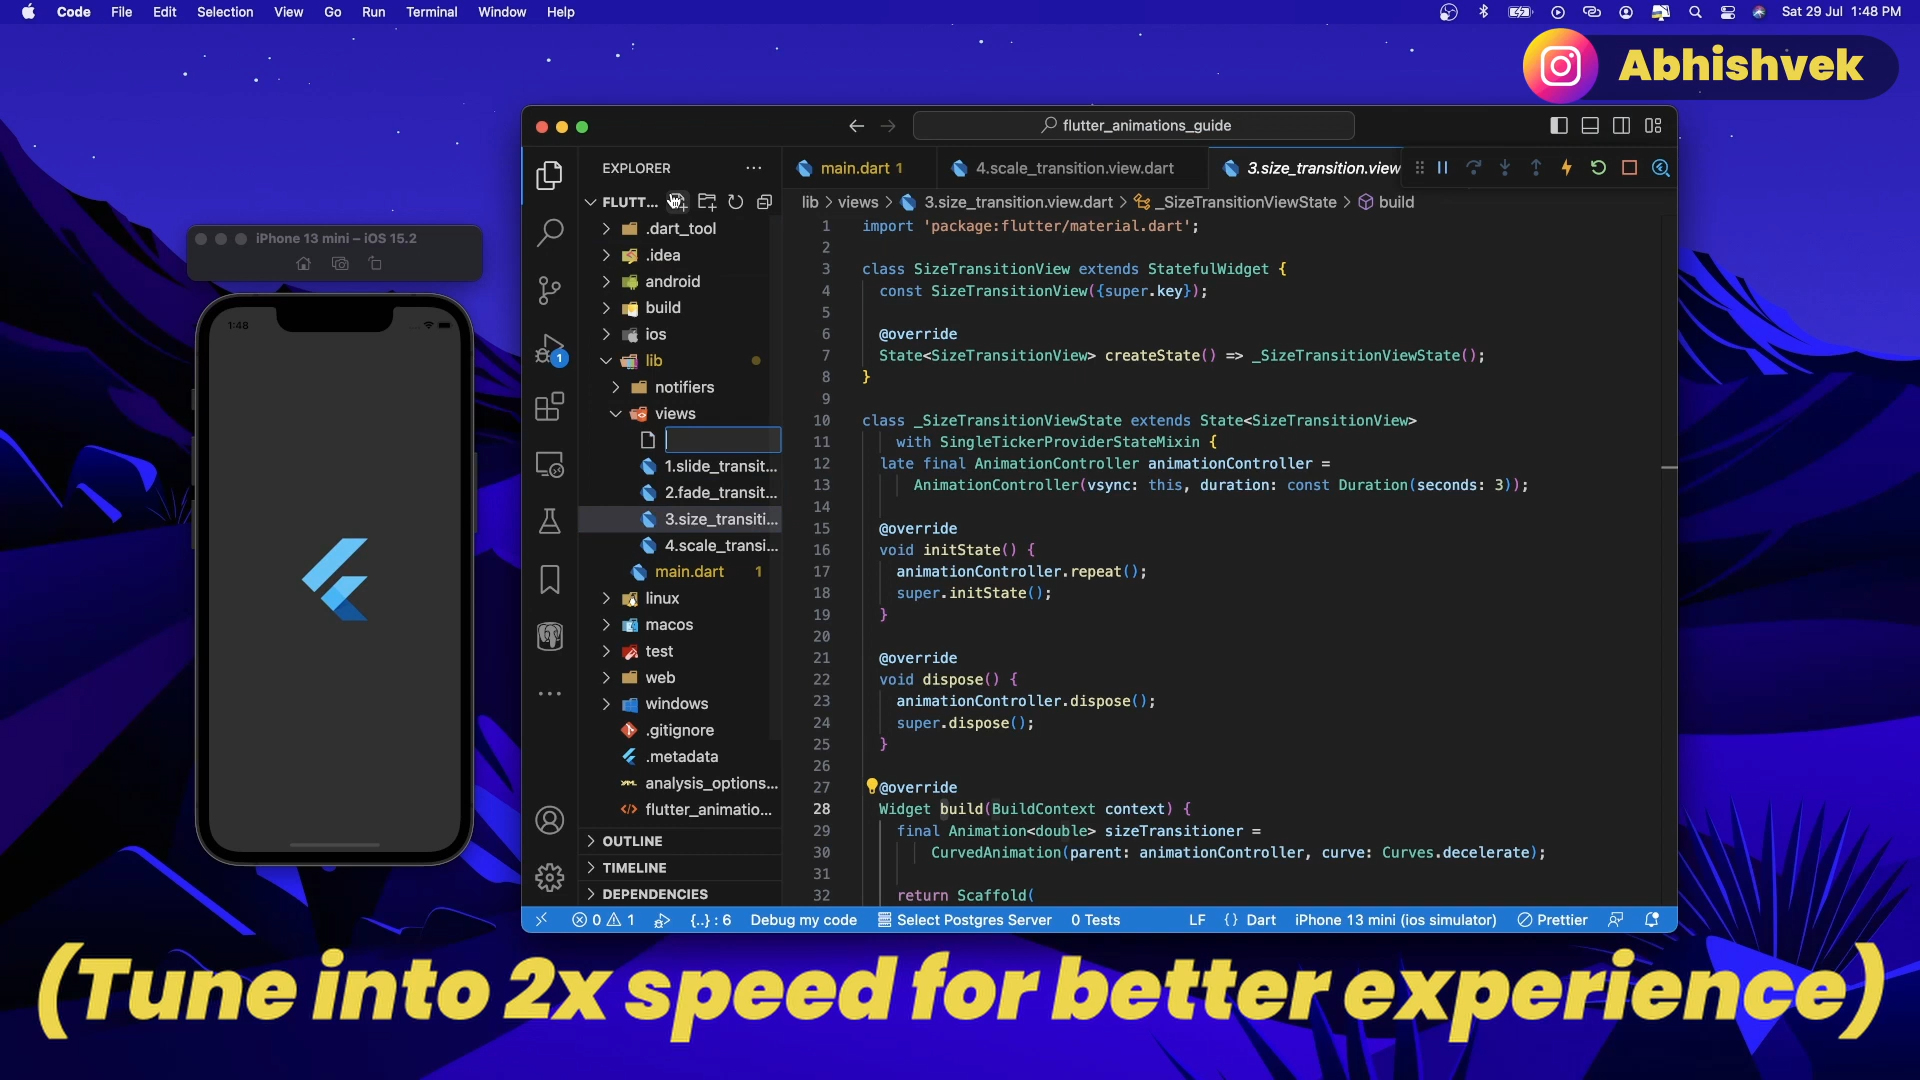 Code File Edit Selection View Go Run Terminal Window Help
Sat 29 Jul 1:48 PM
Abhishvek
iPhone 13 mini – iOS 15.2
1:48
flutter_animations_guide
EXPLORER
FLUTT...
.dart_tool
.idea
android
build
ios
lib
notifiers
views
1.slide_transit...
2.fade_transit...
3.size_transiti...
4.scale_transi...
main.dart 1
linux
macos
test
web
windows
.gitignore
.metadata
analysis_options...
flutter_animatio...
OUTLINE
TIMELINE
DEPENDENCIES
1
main.dart 1
4.scale_transition.view.dart
3.size_transition.view
lib > views > 3.size_transition.view.dart > _SizeTransitionViewState > build
1 import 'package:flutter/material.dart';
2
3 class SizeTransitionView extends StatefulWidget {
4 const SizeTransitionView({super.key});
5
6 @override
7 State<SizeTransitionView> createState() => _SizeTransitionViewState();
8 }
9
10 class _SizeTransitionViewState extends State<SizeTransitionView>
11 with SingleTickerProviderStateMixin {
12 late final AnimationController animationController =
13 AnimationController(vsync: this, duration: const Duration(seconds: 3));
14
15 @override
16 void initState() {
17 animationController.repeat();
18 super.initState();
19 }
20
21 @override
22 void dispose() {
23 animationController.dispose();
24 super.dispose();
25 }
26
27 @override
28 Widget build(BuildContext context) {
29 final Animation<double> sizeTransitioner =
30 CurvedAnimation(parent: animationController, curve: Curves.decelerate);
31
32 return Scaffold(
0 1 {..} : 6 Debug my code Select Postgres Server 0 Tests LF {} Dart iPhone 13 mini (ios simulator) Prettier
(Tune into 2x speed for better experience)